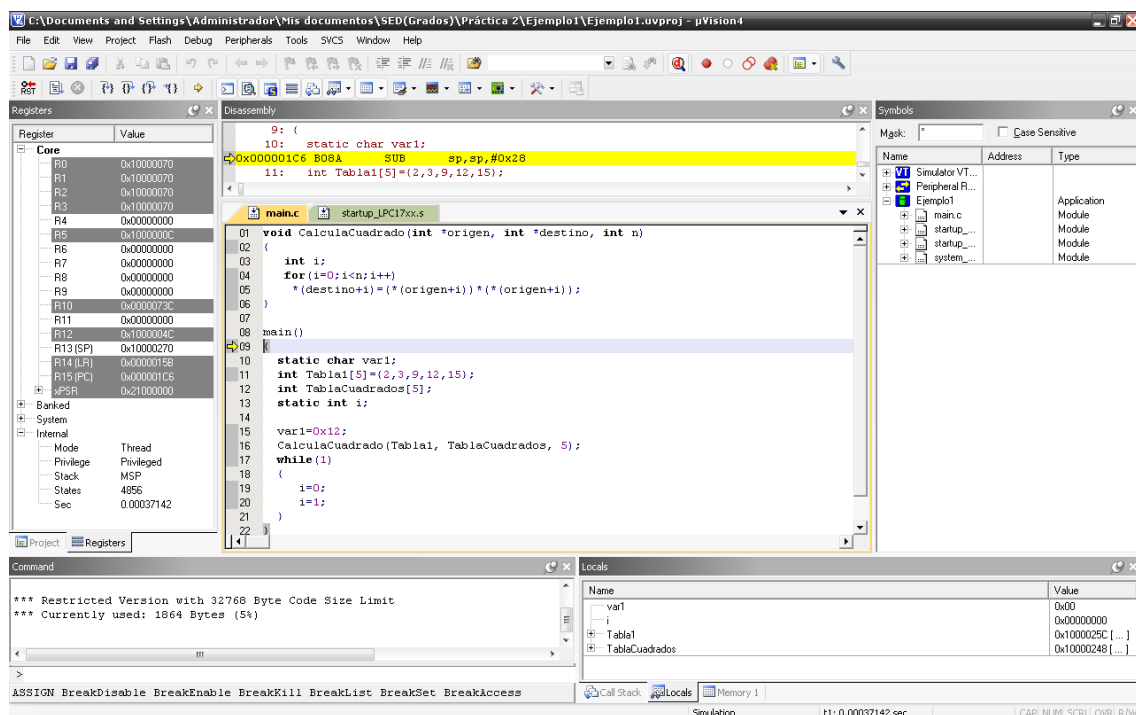 C:\Documents and Settings\Administrador\Mis documentos\SED(Grados)\Práctica 2\Ejemplo1\Ejemplo1.uvproj - µVision4
File Edit View Project Flash Debug Peripherals Tools SVCS Window Help
RST
Registers
Register Value
Core
R0 0x10000070
R1 0x10000070
R2 0x10000070
R3 0x10000070
R4 0x00000000
R5 0x1000000C
R6 0x00000000
R7 0x00000000
R8 0x00000000
R9 0x00000000
R10 0x0000073C
R11 0x00000000
R12 0x1000004C
R13 (SP) 0x10000270
R14 (LR) 0x0000015B
R15 (PC) 0x000001C6
xPSR 0x21000000
Banked
System
Internal
Mode Thread
Privilege Privileged
Stack MSP
States 4856
Sec 0.00037142
Project Registers
Disassembly
9: {
10: static char var1;
0x000001C6 B08A SUB sp,sp,#0x28
11: int Tabla1[5]={2,3,9,12,15};
main.c startup_LPC17xx.s
01 void CalculaCuadrado(int *origen, int *destino, int n)
02 {
03 int i;
04 for(i=0;i<n;i++)
05 *(destino+i)=(*(origen+i))*(*(origen+i));
06 }
07
08 main()
09 {
10 static char var1;
11 int Tabla1[5]={2,3,9,12,15};
12 int TablaCuadrados[5];
13 static int i;
14
15 var1=0x12;
16 CalculaCuadrado(Tabla1, TablaCuadrados, 5);
17 while(1)
18 {
19 i=0;
20 i=1;
21 }
22 }
Symbols
Mask: * Case Sensitive
Name Address Type
Simulator VT...
Peripheral R...
Ejemplo1 Application
main.c Module
startup_... Module
startup_... Module
system_... Module
Command
*** Restricted Version with 32768 Byte Code Size Limit
*** Currently used: 1864 Bytes (5%)
>
ASSIGN BreakDisable BreakEnable BreakKill BreakList BreakSet BreakAccess
Locals
Name Value
var1 0x00
i 0x00000000
Tabla1 0x1000025C [ ... ]
TablaCuadrados 0x10000248 [ ... ]
Call Stack Locals Memory 1
Simulation t1: 0.00037142 sec CAP NUM SCRL OVR R/W